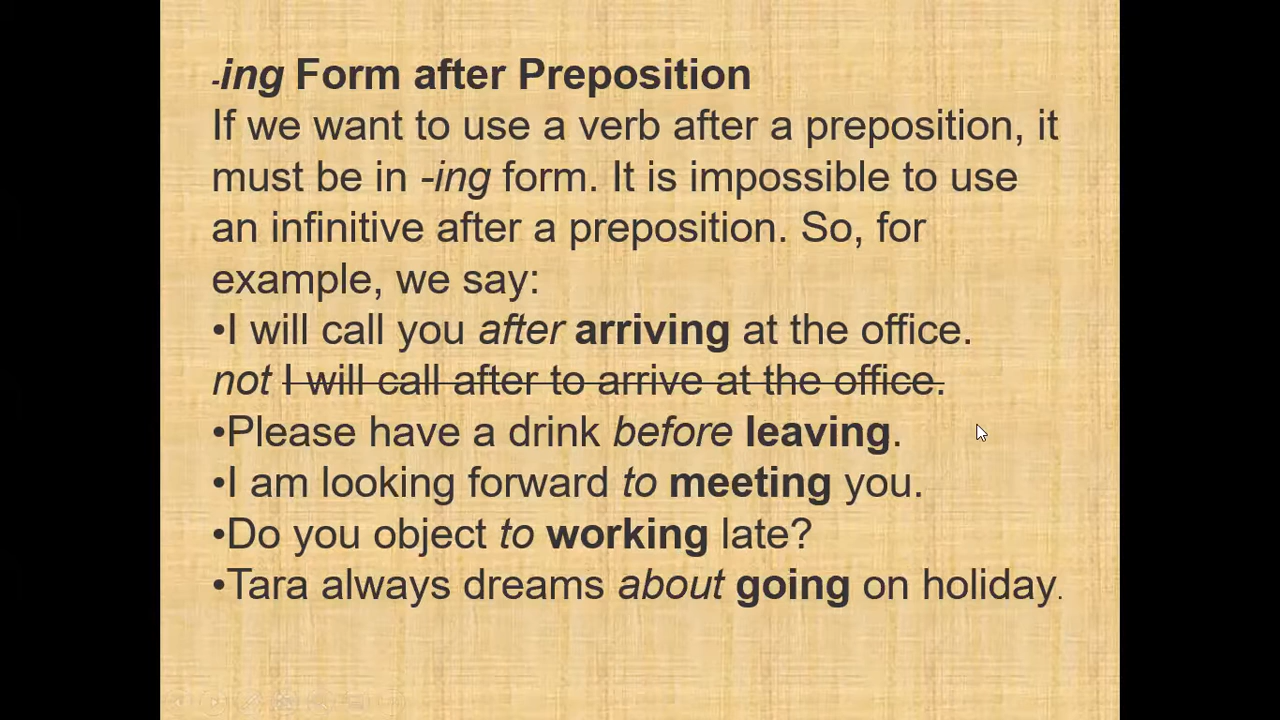 -ing Form after Preposition
If we want to use a verb after a preposition, it
must be in -ing form. It is impossible to use
an infinitive after a preposition. So, for
example, we say:
•I will call you after arriving at the office.
not I will call after to arrive at the office.
•Please have a drink before leaving.
•I am looking forward to meeting you.
•Do you object to working late?
•Tara always dreams about going on holiday.